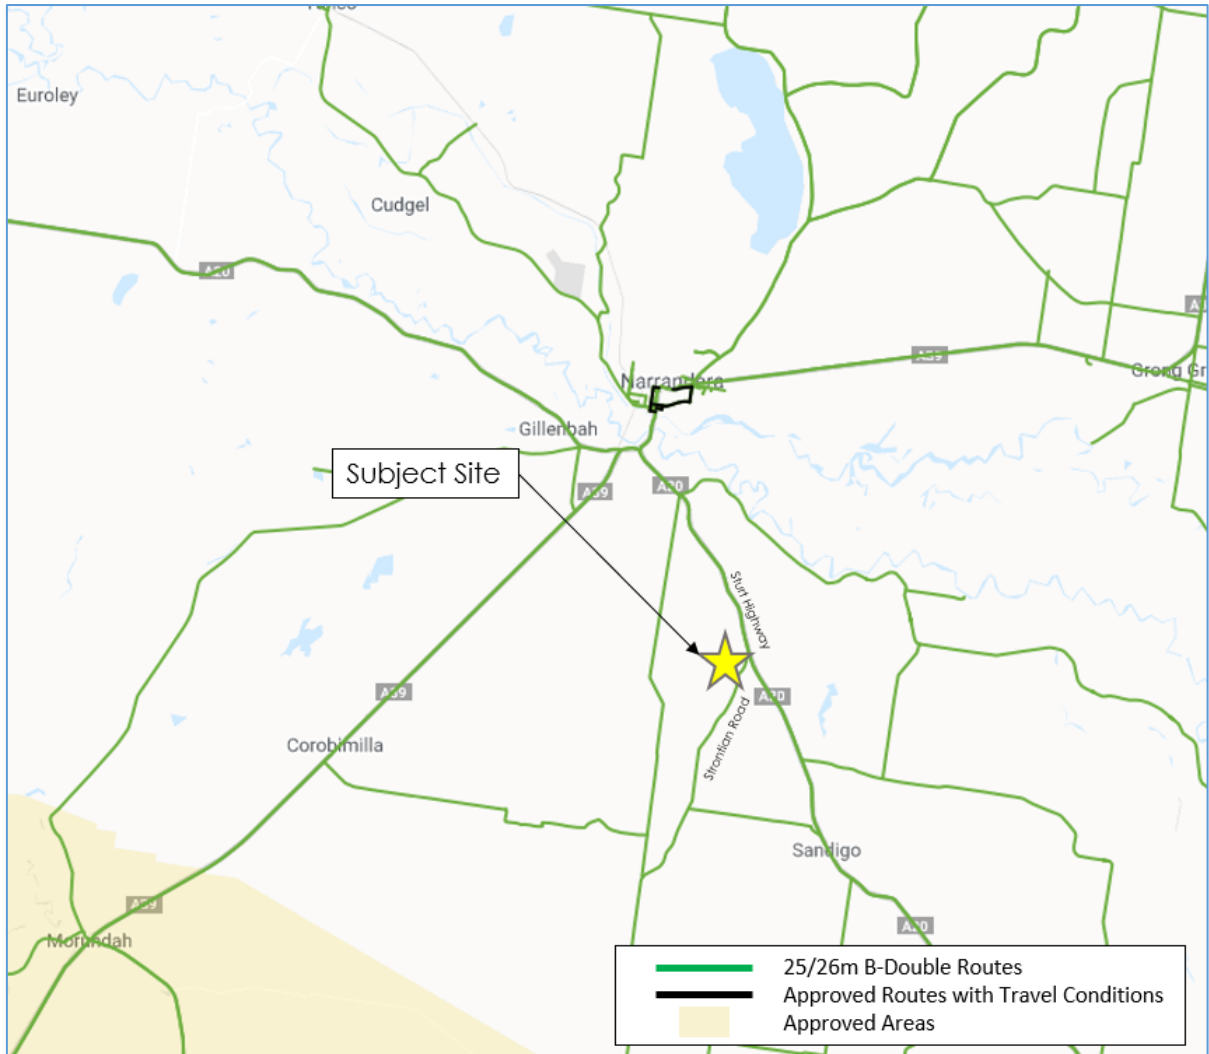 Euroley
Cudgel
A20
A39
Narrandera
Grong Gr
Gillenbah
Subject Site
A39
A20
Sturt Highway
A39
A20
Strontian Road
Corobimilla
Sandigo
A39
A20
Morundah
25/26m B-Double Routes
Approved Routes with Travel Conditions
Approved Areas